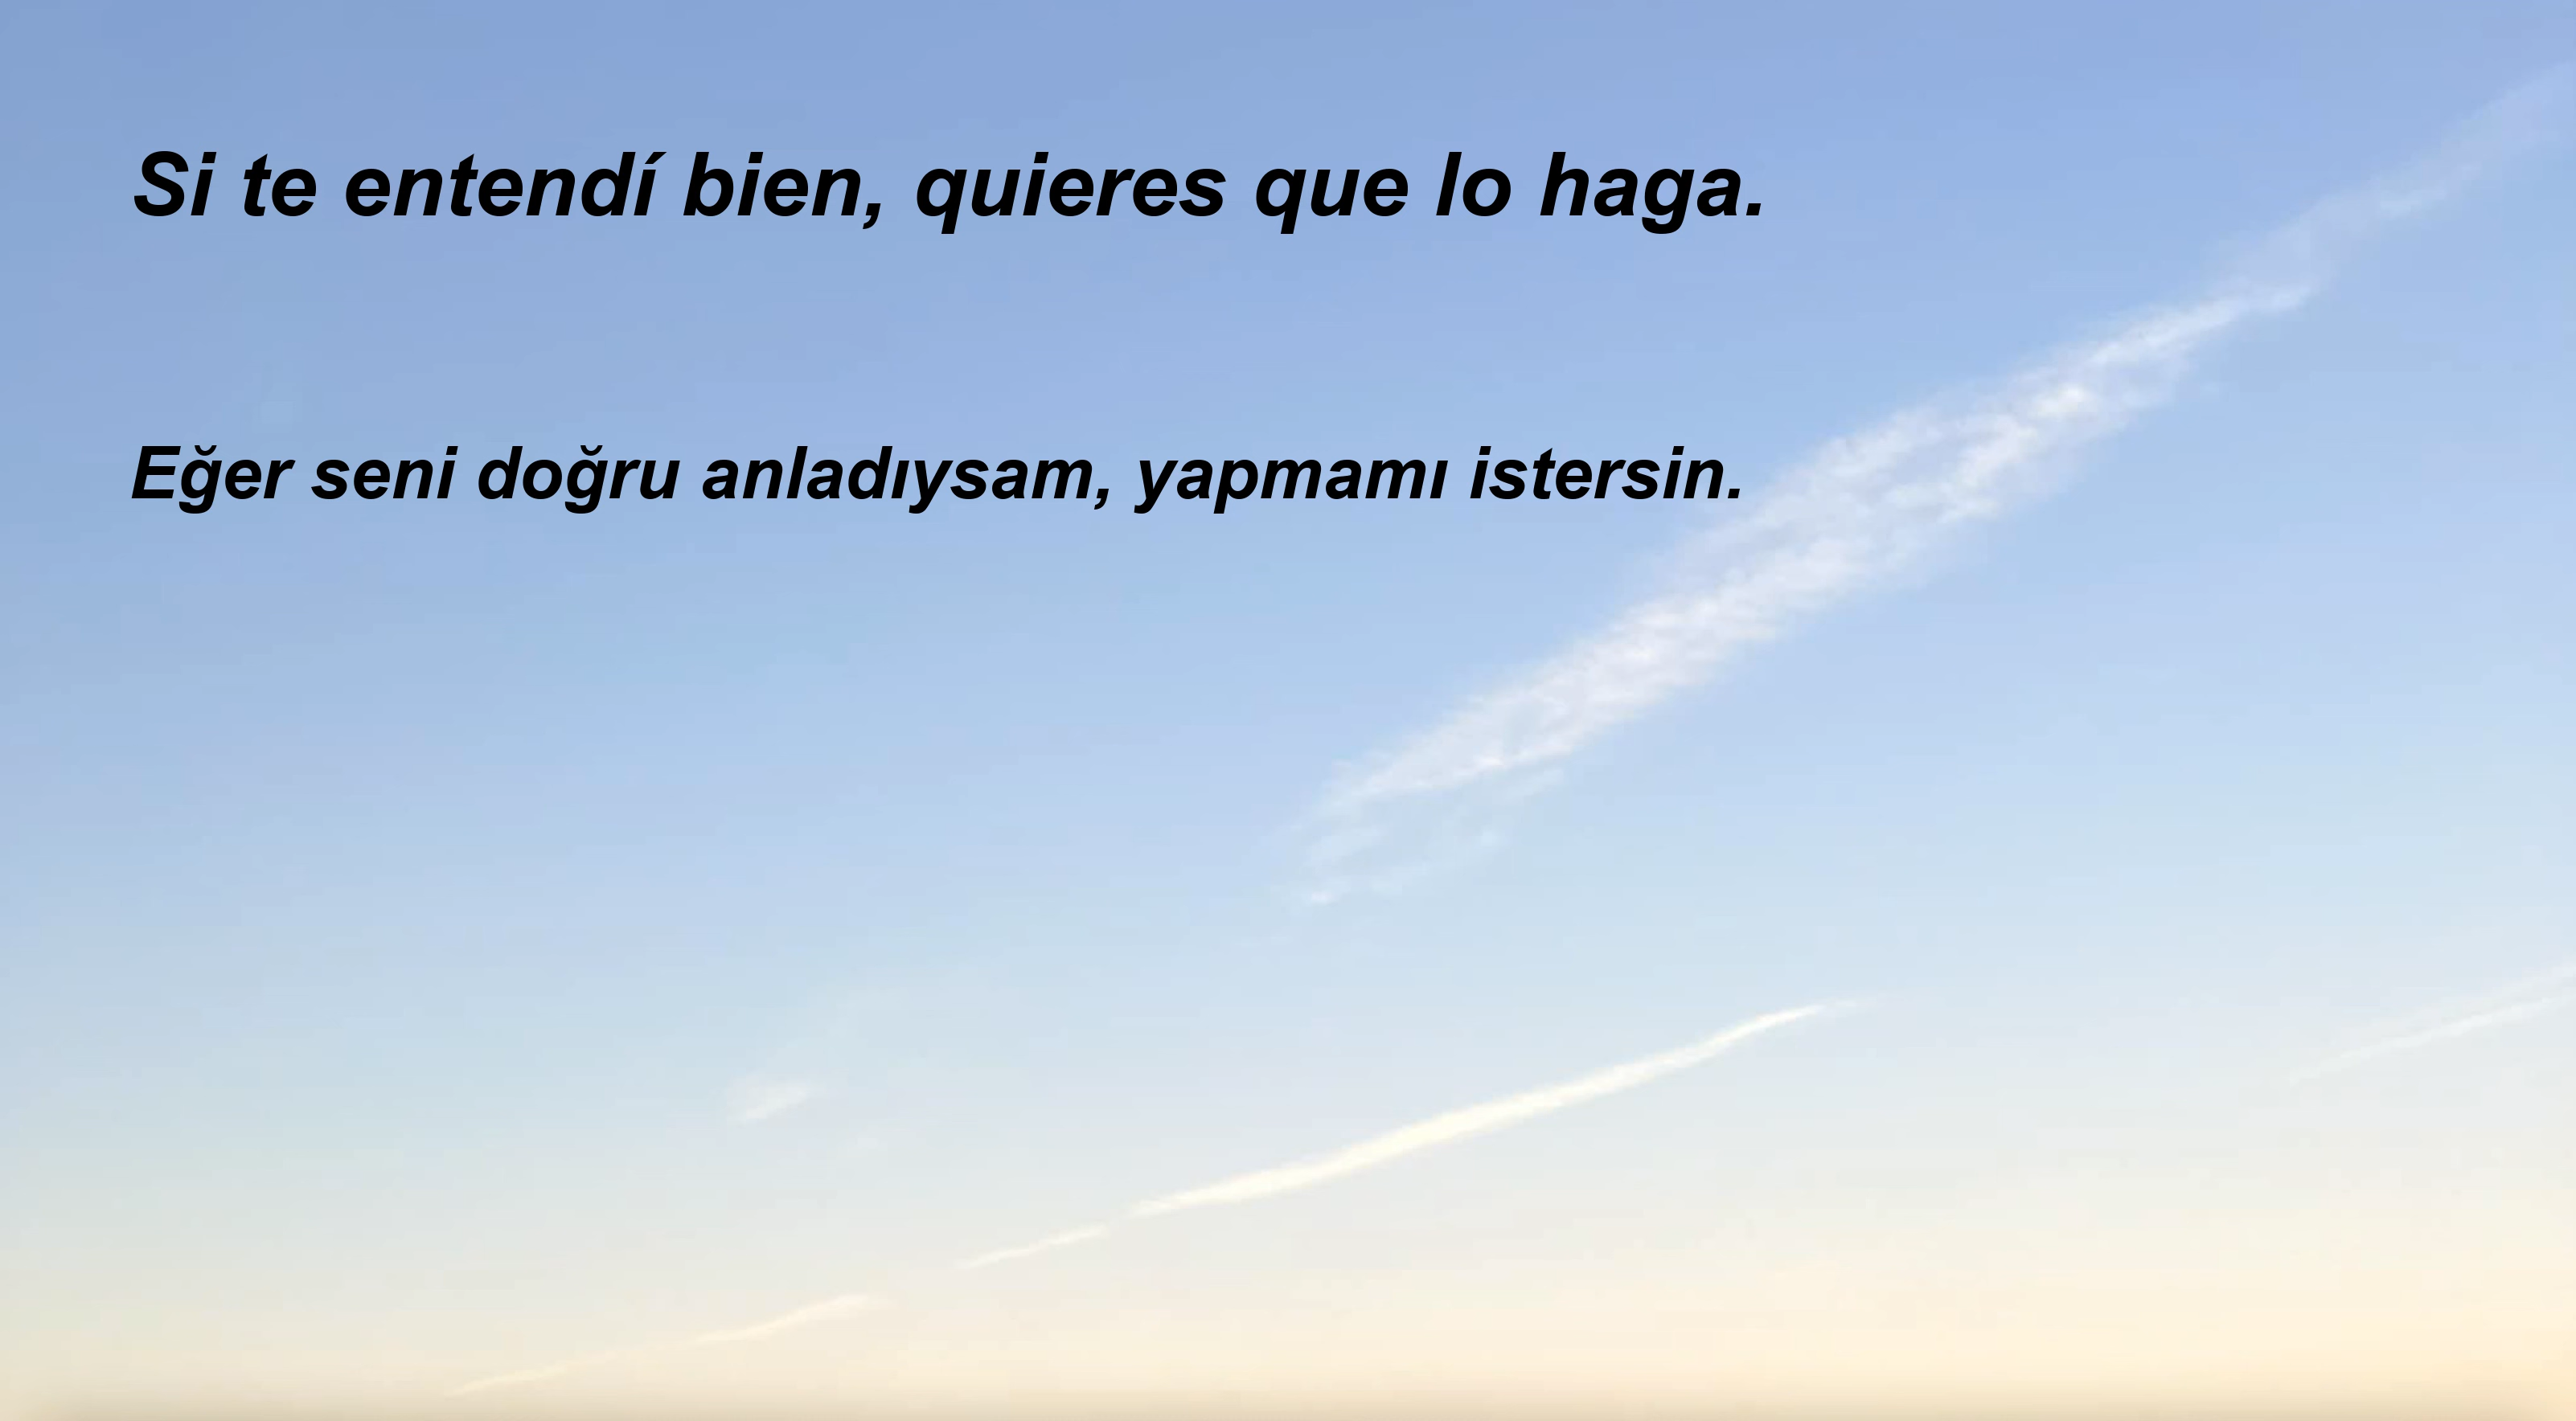 Si te entendí bien, quieres que lo haga.
Eğer seni doğru anladıysam, yapmamı istersin.